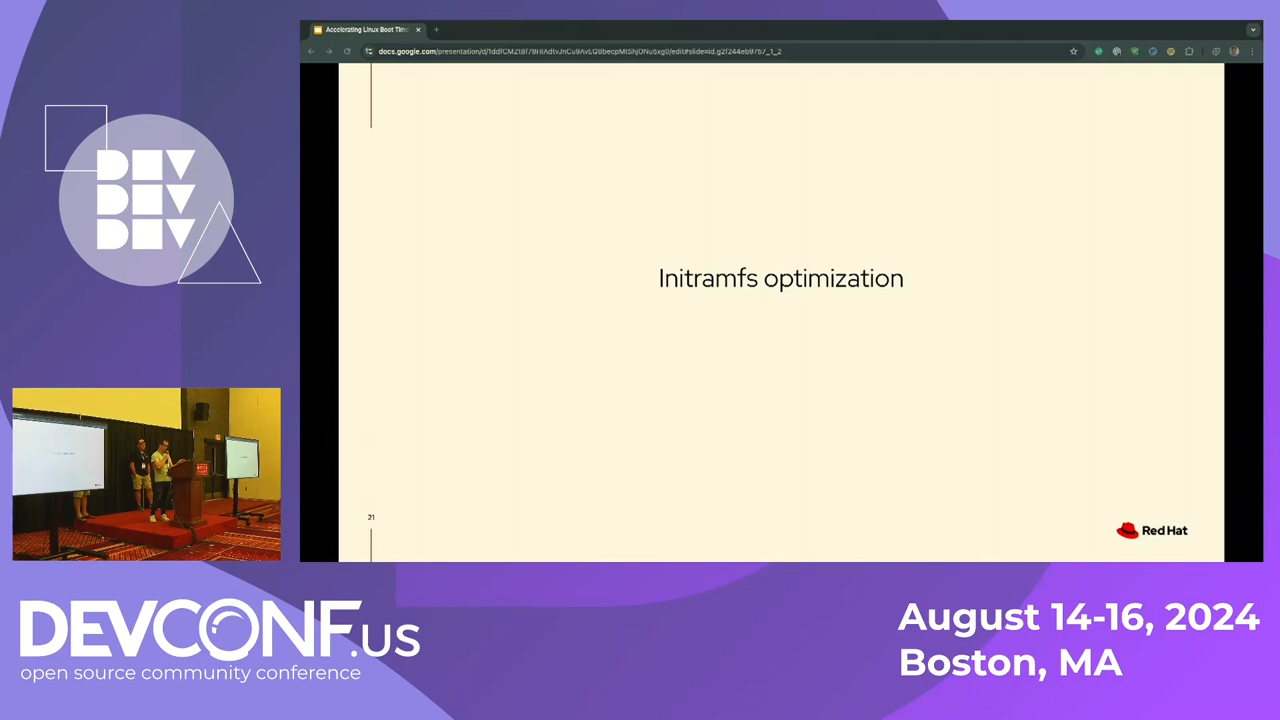 Accelerating Linux Boot Time
DEV
DEV
DEV
Initramfs optimization
21
Red Hat
DEVCONF.US
open source community conference
August 14-16, 2024
Boston, MA